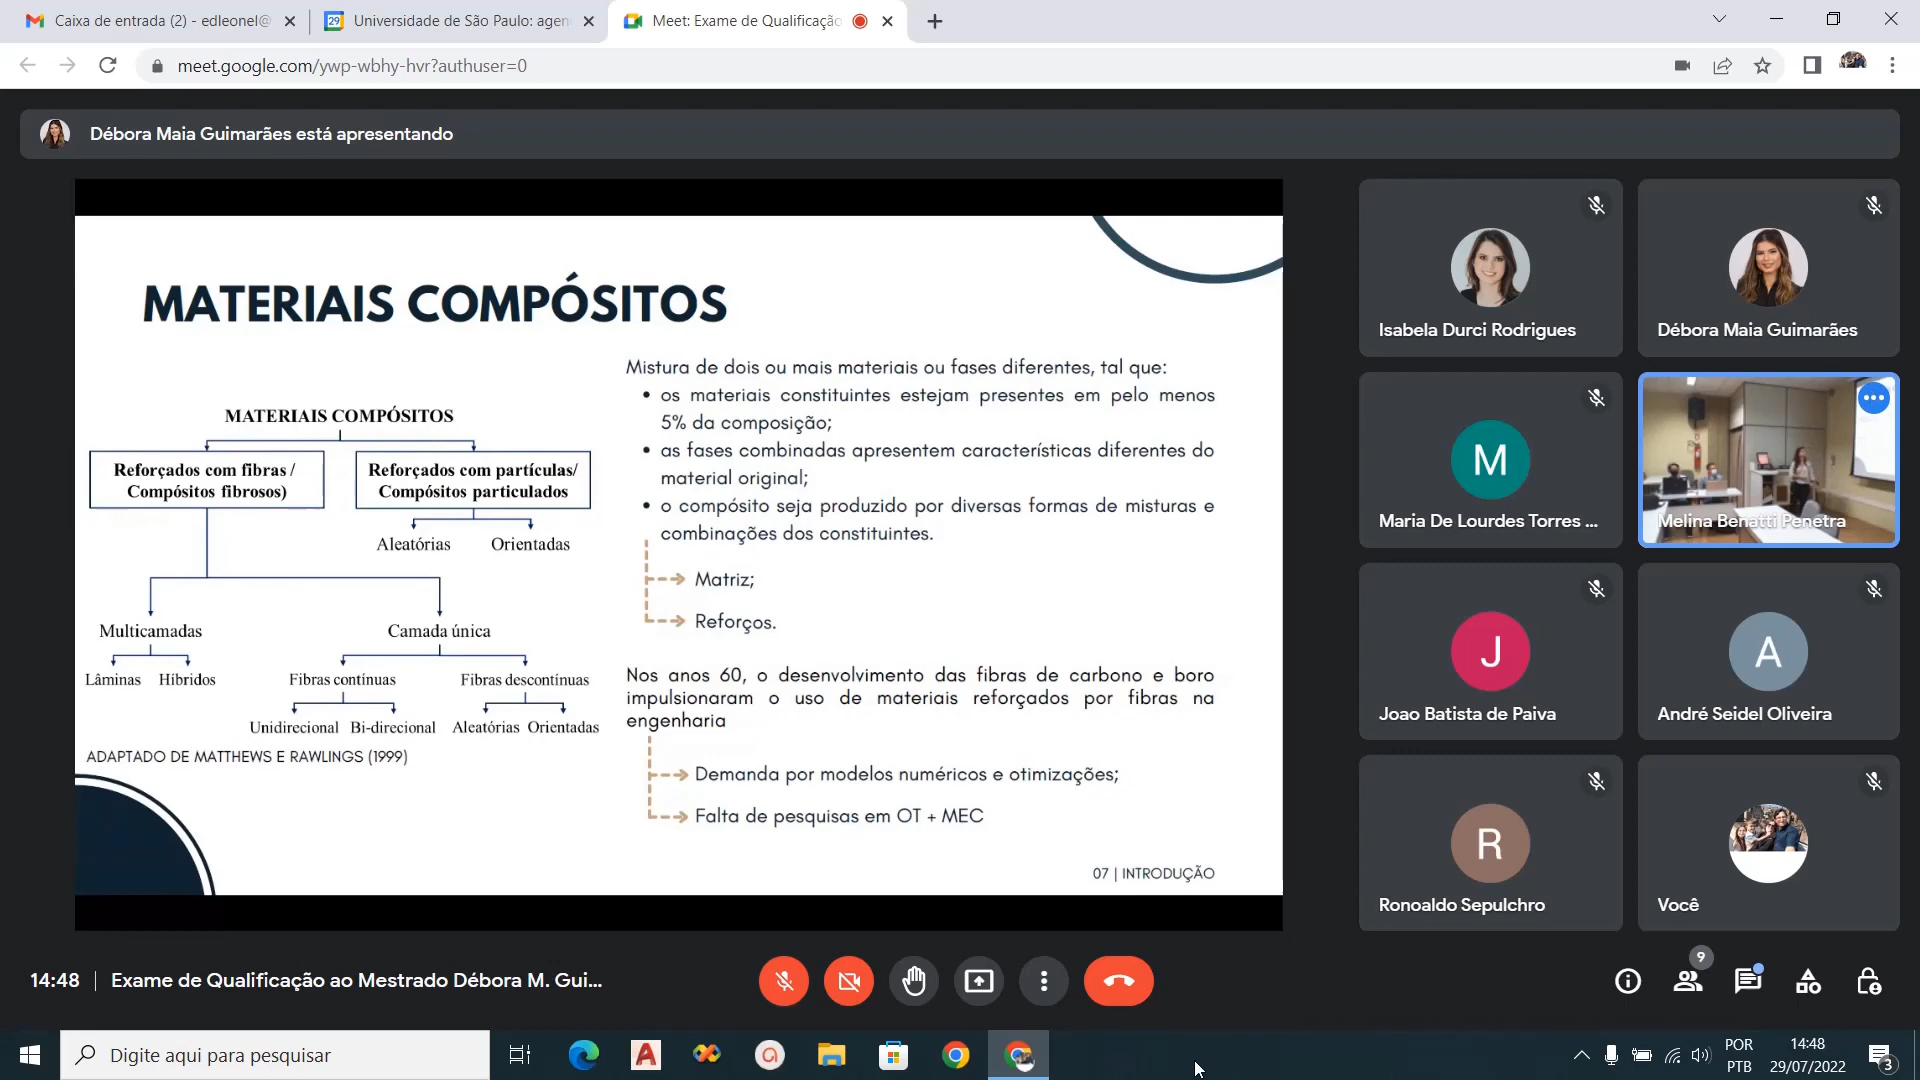 Caixa de entrada (2) - edleonel@
29
Universidade de São Paulo: agen
Meet: Exame de Qualificação
meet.google.com/ywp-wbhy-hvr?authuser=0
Débora Maia Guimarães está apresentando
MATERIAIS COMPÓSITOS
MATERIAIS COMPÓSITOS
Reforçados com fibras /
Compósitos fibrosos)
Reforçados com partículas/
Compósitos particulados
Aleatórias
Orientadas
Multicamadas
Camada única
Lâminas
Híbridos
Fibras contínuas
Fibras descontínuas
Unidirecional
Bi-direcional
Aleatórias
Orientadas
ADAPTADO DE MATTHEWS E RAWLINGS (1999)
Mistura de dois ou mais materiais ou fases diferentes, tal que:
• os materiais constituintes estejam presentes em pelo menos
5% da composição;
• as fases combinadas apresentem características diferentes do
material original;
• o compósito seja produzido por diversas formas de misturas e
combinações dos constituintes.
Matriz;
Reforços.
Nos anos 60, o desenvolvimento das fibras de carbono e boro
impulsionaram o uso de materiais reforçados por fibras na
engenharia
Demanda por modelos numéricos e otimizações;
Falta de pesquisas em OT + MEC
07 | INTRODUÇÃO
Isabela Durci Rodrigues
Débora Maia Guimarães
M
Maria De Lourdes Torres ...
Melina Benatti Penetra
J
Joao Batista de Paiva
A
André Seidel Oliveira
R
Ronoaldo Sepulchro
Você
14:48
Exame de Qualificação ao Mestrado Débora M. Gui...
9
Digite aqui para pesquisar
POR
PTB
14:48
29/07/2022
3